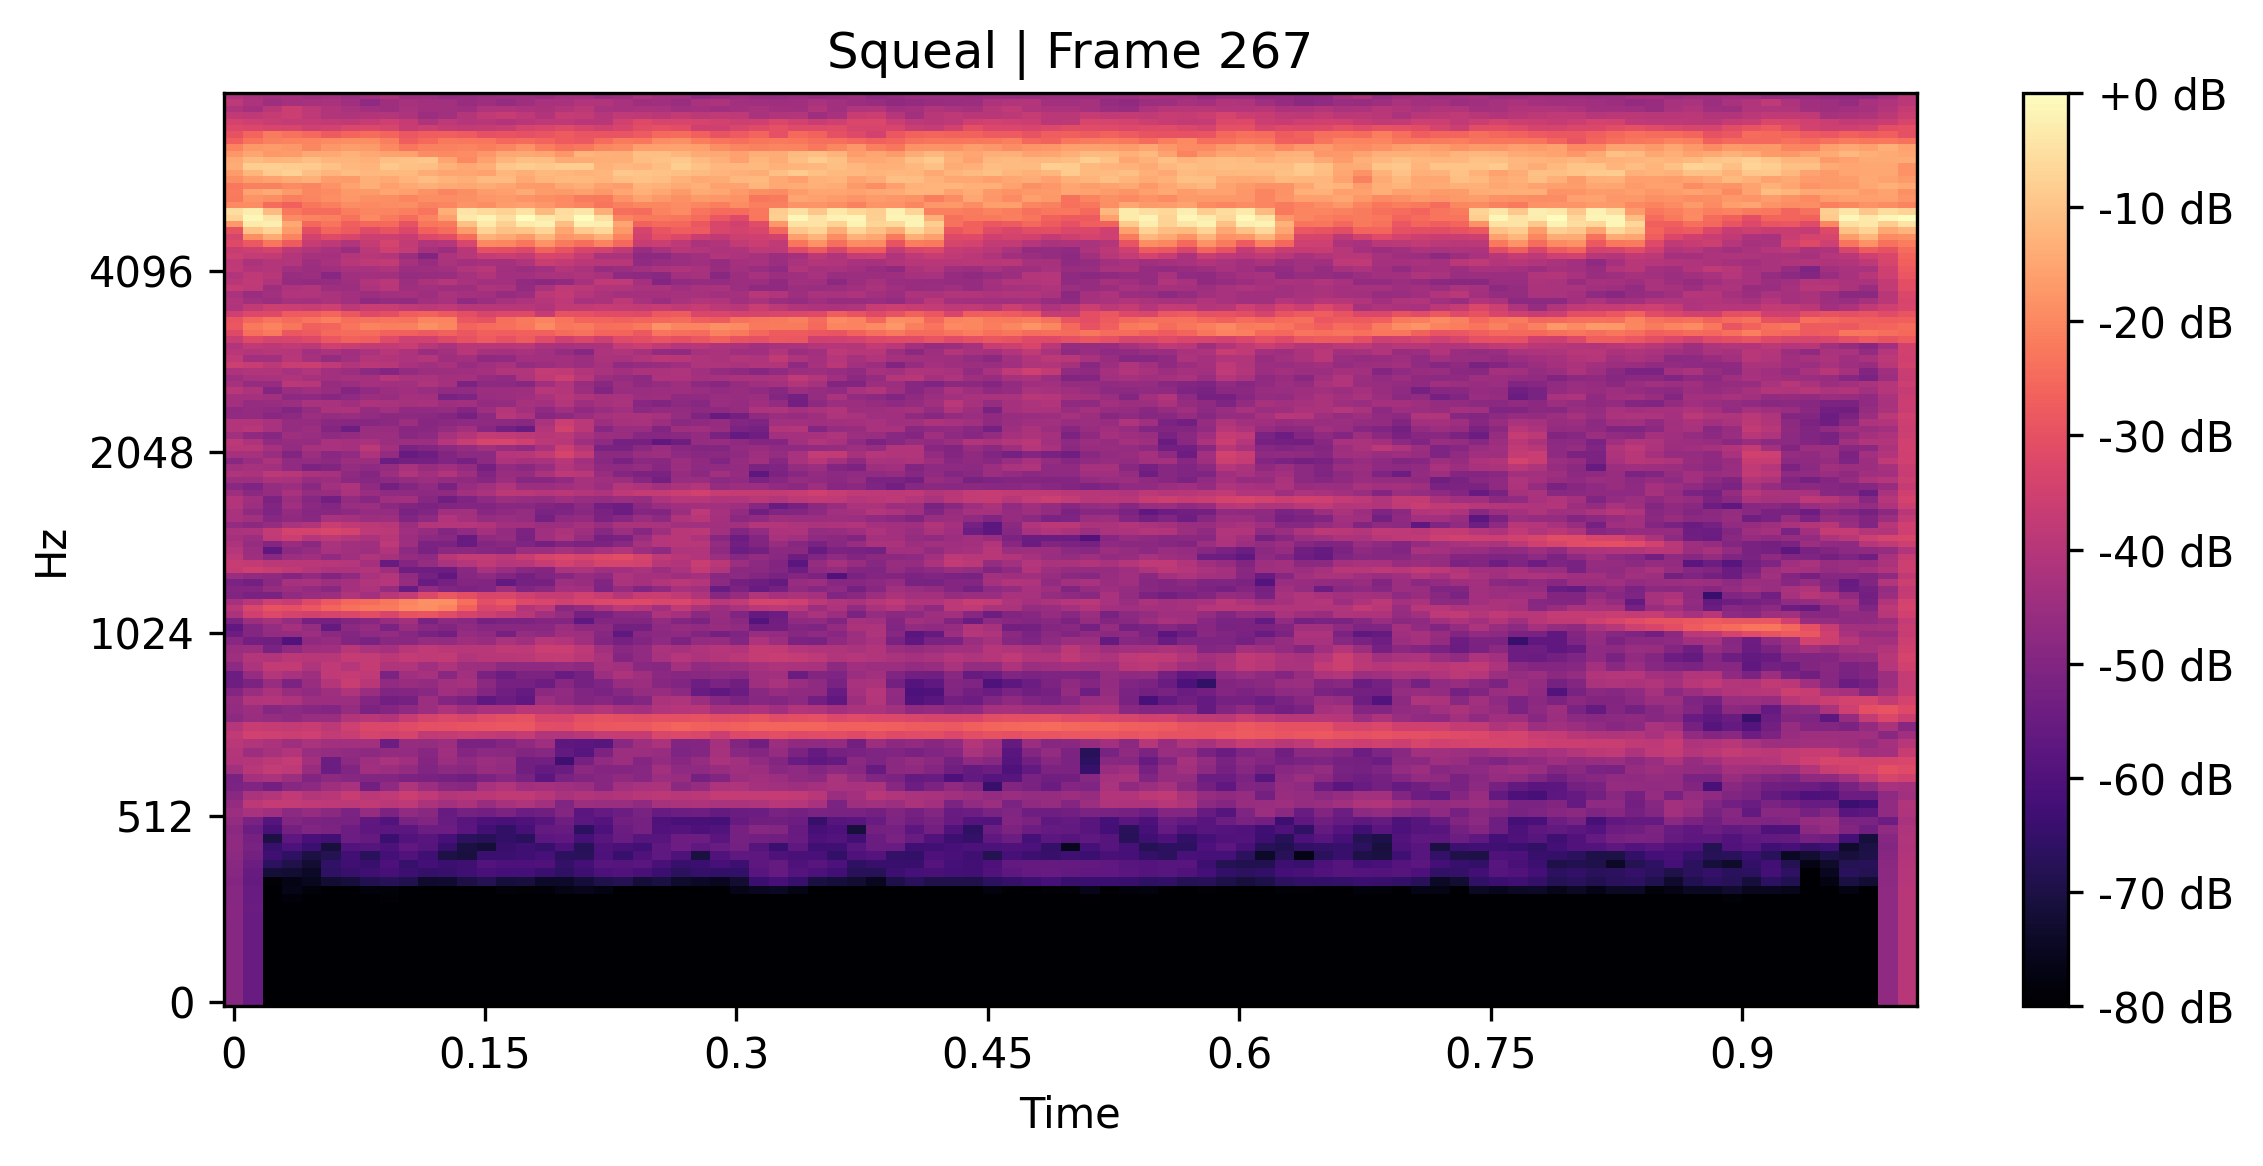 Squeal | Frame 267
Hz
4096
2048
1024
512
0
0 0.15 0.3 0.45 0.6 0.75 0.9
Time
+0 dB
-10 dB
-20 dB
-30 dB
-40 dB
-50 dB
-60 dB
-70 dB
-80 dB